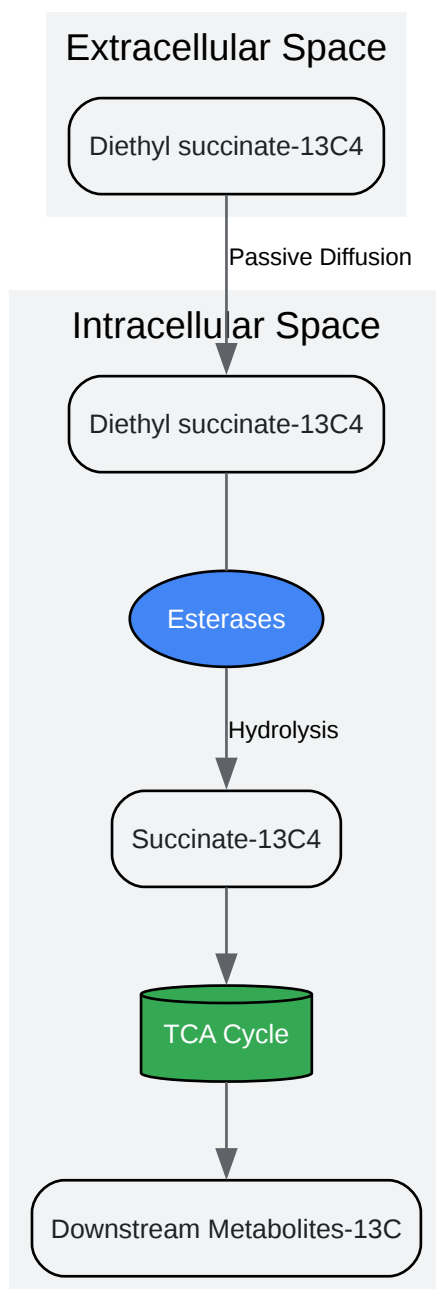 Extracellular Space
Diethyl succinate-13C4
Passive Diffusion
Intracellular Space
Diethyl succinate-13C4
Esterases
Hydrolysis
Succinate-13C4
TCA Cycle
Downstream Metabolites-13C